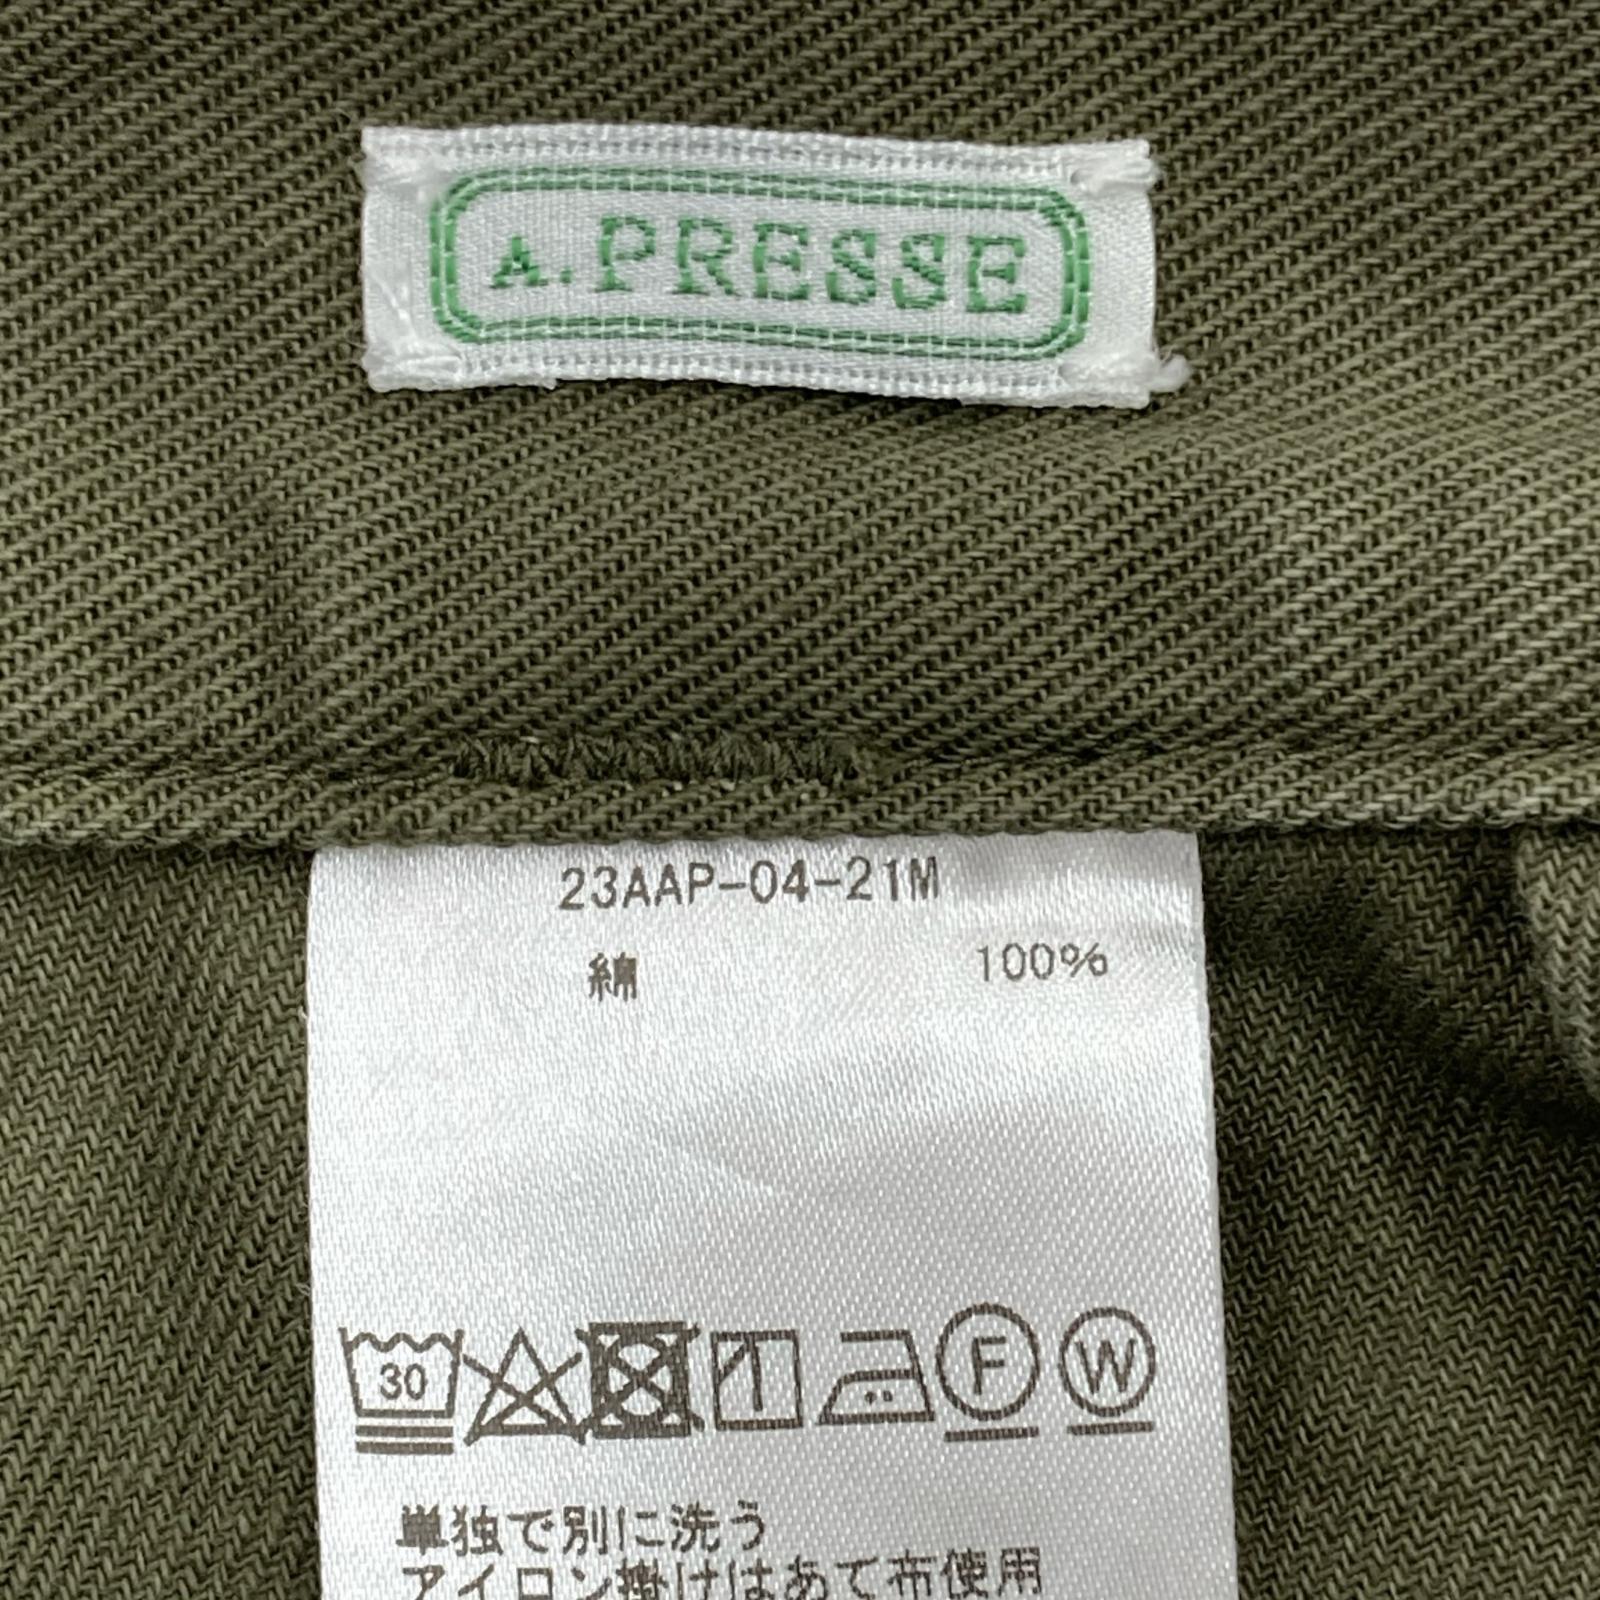 A. PRESSE
23AAP-04-21M
綿 100%
30 F W
単独で別に洗う
アイロン掛けはあて布使用